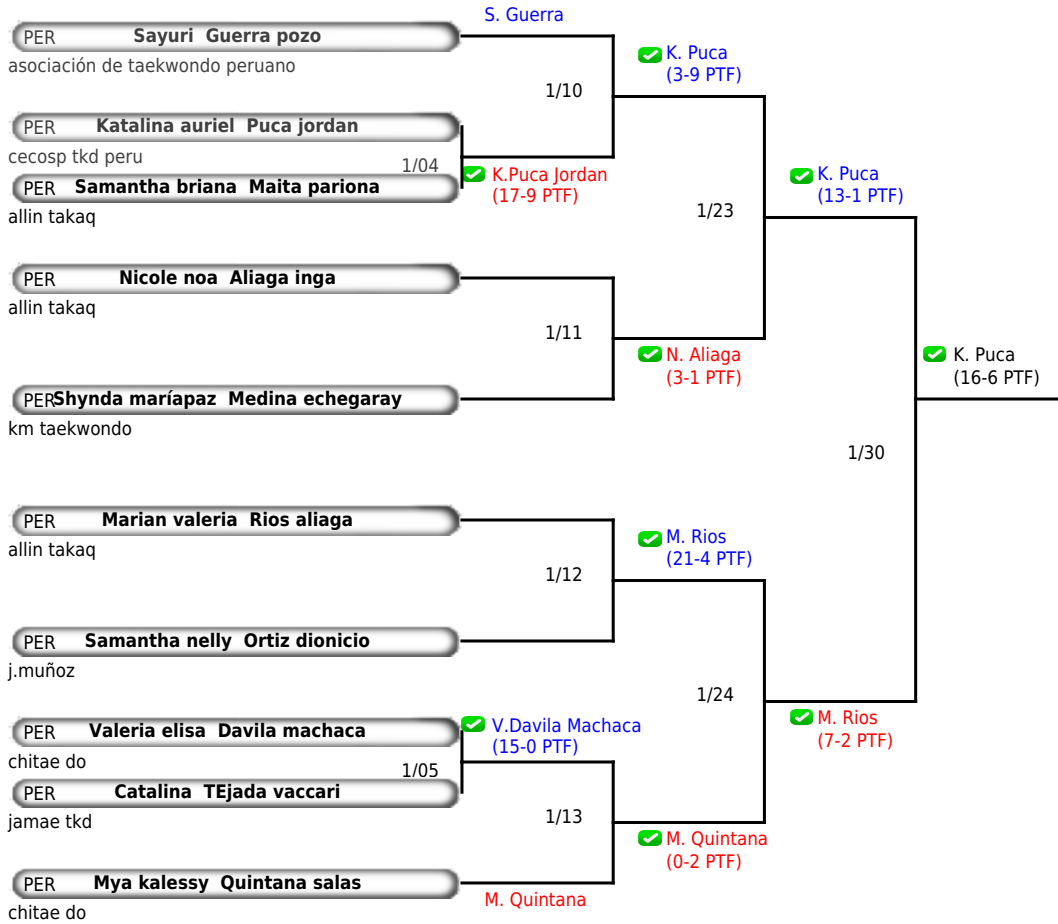 S. Guerra
PER Sayuri Guerra pozo
asociación de taekwondo peruano
K. Puca
(3-9 PTF)
1/10
PER Katalina auriel Puca jordan
cecosp tkd peru
1/04
K.Puca Jordan
(17-9 PTF)
PER Samantha briana Maita pariona
allin takaq
K. Puca
(13-1 PTF)
1/23
PER Nicole noa Aliaga inga
allin takaq
1/11
N. Aliaga
(3-1 PTF)
K. Puca
(16-6 PTF)
PER Shynda maríapaz Medina echegaray
km taekwondo
1/30
PER Marian valeria Rios aliaga
allin takaq
M. Rios
(21-4 PTF)
1/12
PER Samantha nelly Ortiz dionicio
j.muñoz
1/24
M. Rios
(7-2 PTF)
PER Valeria elisa Davila machaca
chitae do
V.Davila Machaca
(15-0 PTF)
1/05
PER Catalina TEjada vaccari
jamae tkd
1/13
M. Quintana
(0-2 PTF)
PER Mya kalessy Quintana salas
chitae do
M. Quintana